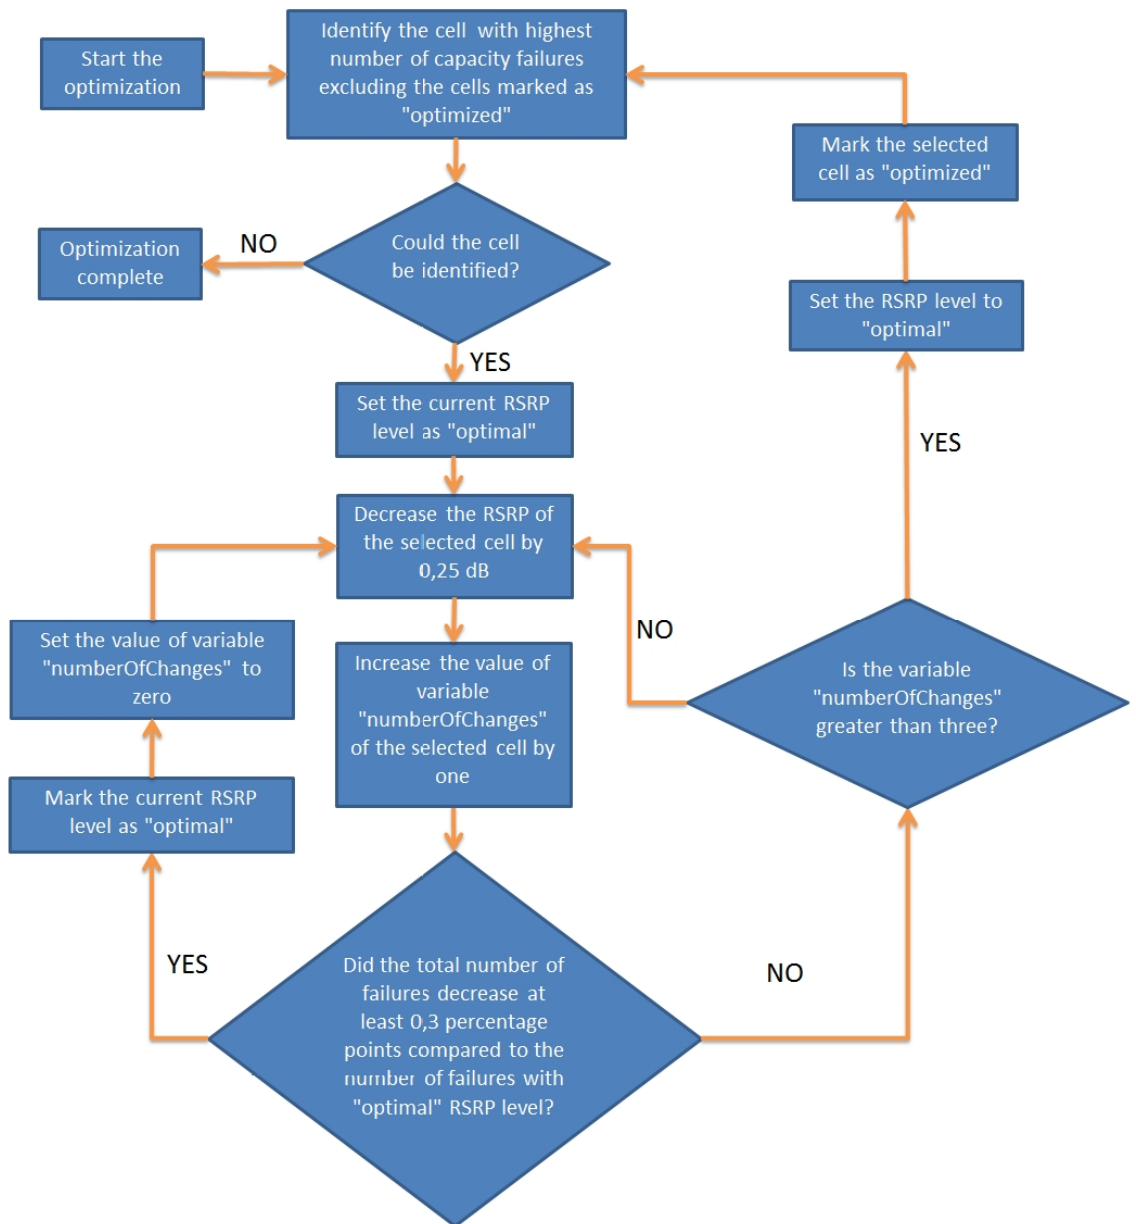 Start the
optimization
Identify the cell with highest
number of capacity failures
excluding the cells marked as
"optimized"
Mark the selected
cell as "optimized"
Could the cell
be identified?
NO
Optimization
complete
Set the RSRP level to
"optimal"
YES
Set the current RSRP
level as "optimal"
YES
Decrease the RSRP of
the selected cell by
0,25 dB
NO
Set the value of variable
"numberOfChanges" to
zero
Increase the value of
variable
"numberOfChanges"
of the selected cell by
one
Is the variable
"numberOfChanges"
greater than three?
Mark the current RSRP
level as "optimal"
YES
Did the total number of
failures decrease at
least 0,3 percentage
points compared to the
number of failures with
"optimal" RSRP level?
NO